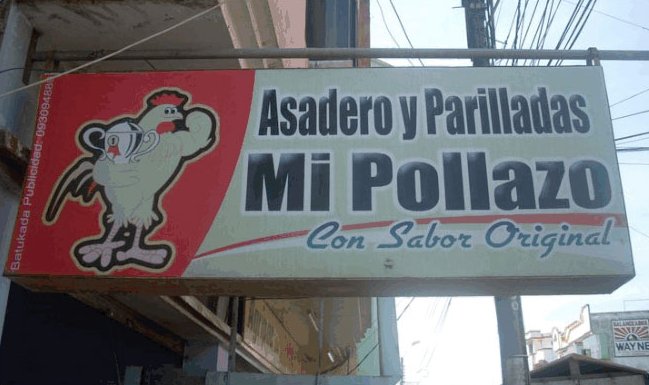 Asadero y Parilladas
Mi Pollazo
Con Sabor Original
Batukada Publicidad:
WAYNE